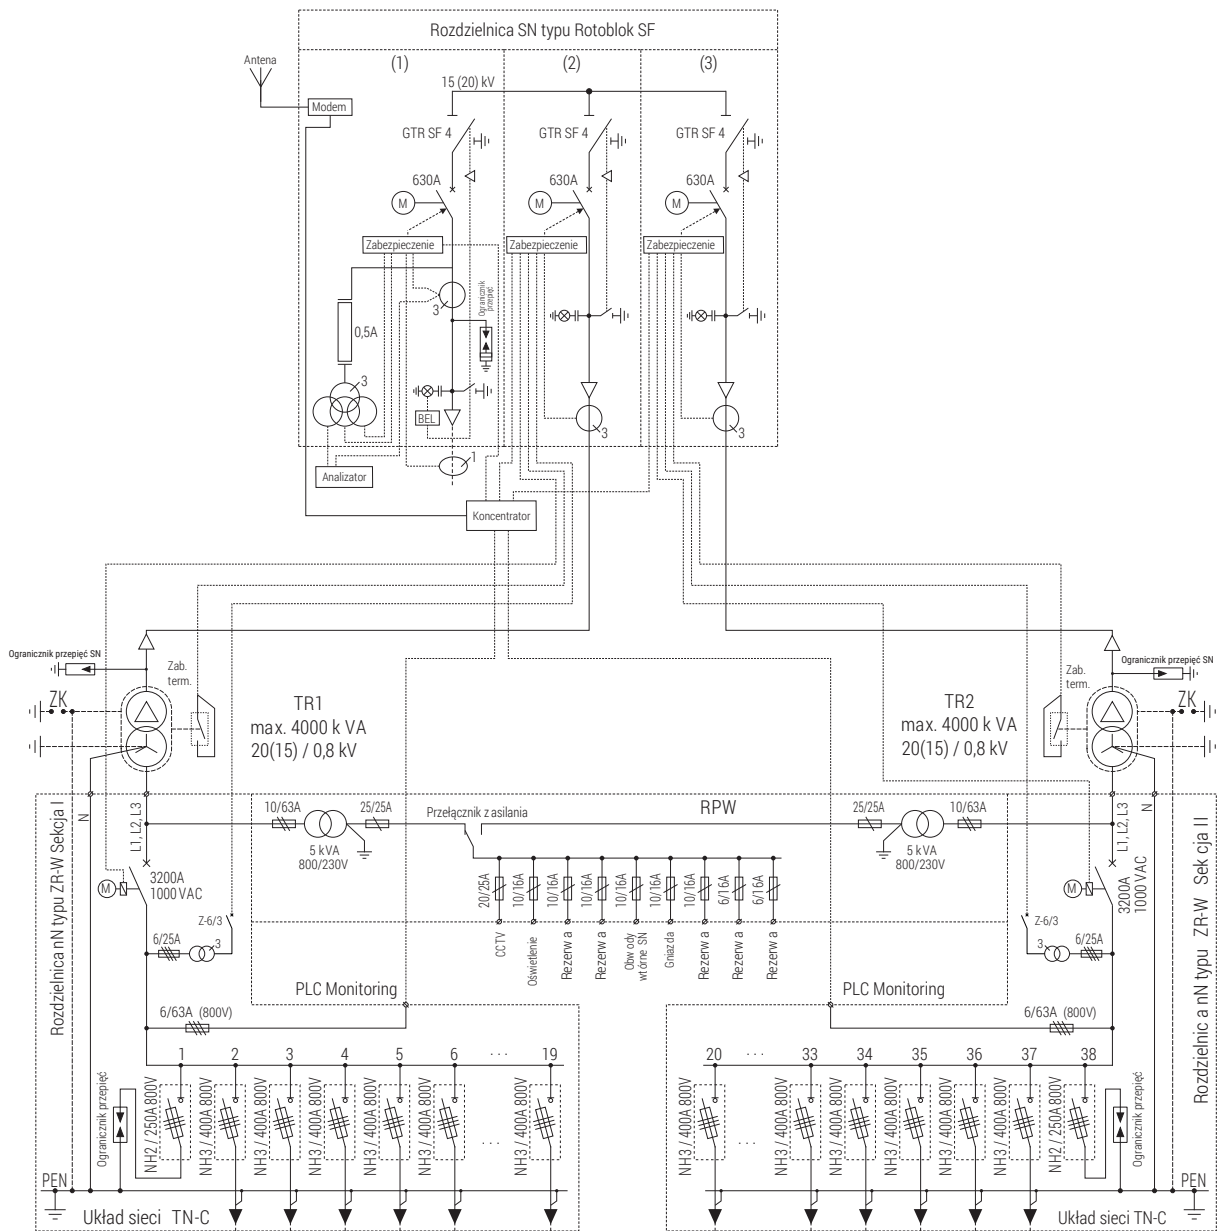 Rozdzielnica SN typu Rotoblok SF
(1)
(2)
(3)
Antena
Modem
15 (20) kV
GTR SF 4
GTR SF 4
GTR SF 4
630A
630A
630A
M
M
M
Zabezpieczenie
Zabezpieczenie
Zabezpieczenie
3
Ogranicznik
przepięć
0,5A
3
BEL
3
3
1
Analizator
Koncentrator
Ogranicznik przepięć SN
Zab.
term.
ZK
TR1
max. 4000 k VA
20(15) / 0,8 kV
TR2
max. 4000 k VA
20(15) / 0,8 kV
Zab.
term.
Ogranicznik przepięć SN
ZK
Rozdzielnica nN typu ZR-W Sekcja I
N
L1, L2, L3
10/63A
25/25A
5 kVA
800/230V
Przełącznik z asilania
RPW
25/25A
10/63A
5 kVA
800/230V
L1, L2, L3
N
Rozdzielnic a nN typu ZR-W Sek cja II
M
3200A
1000 VAC
M
3200A
1000 VAC
20/25A
10/16A
10/16A
10/16A
10/16A
10/16A
10/16A
6/16A
6/16A
CCTV
Oświetlenie
Rezerw a
Rezerw a
Obw ody
wtórne SN
Gniazda
Rezerw a
Rezerw a
Rezerw a
Z-6/3
6/25A
3
Z-6/3
3
6/25A
PLC Monitoring
PLC Monitoring
6/63A (800V)
6/63A (800V)
1
2
3
4
5
6
. . .
19
20
. . .
33
34
35
36
37
38
Ogranicznik przepięć
NH2 / 250A 800V
NH3 / 400A 800V
NH3 / 400A 800V
NH3 / 400A 800V
NH3 / 400A 800V
NH3 / 400A 800V
. . .
NH3 / 400A 800V
NH3 / 400A 800V
. . .
NH3 / 400A 800V
NH3 / 400A 800V
NH3 / 400A 800V
NH3 / 400A 800V
NH3 / 400A 800V
NH2 / 250A 800V
Ogranicznik przepięć
PEN
PEN
Układ sieci TN-C
Układ sieci TN-C